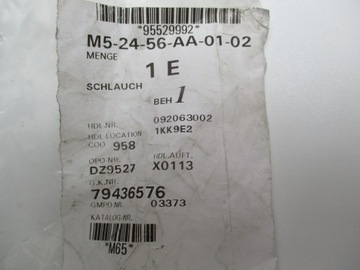 *95529992*
M5-24-56-AA-01-02
MENGE
1 E
SCHLAUCH
BEH 1
HDL.NR. 092063002
HDL LOCATION 1KK9E2
COO 958
OPO NR. HDL.AUFT.
DZ9527 X0113
G.K.NR.
79436576
GMPO NR. 03373
KATALOG NR.
*M65*